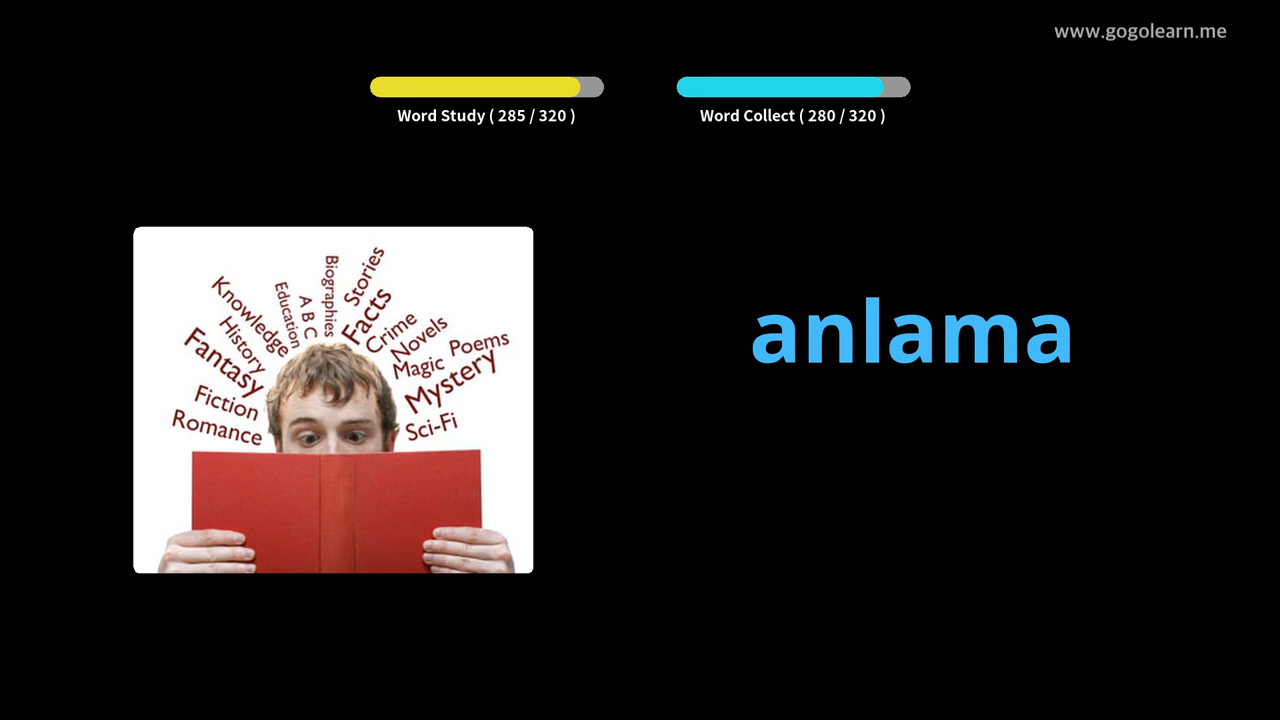 www.gogolearn.me
Word Study ( 285 / 320 )
Word Collect ( 280 / 320 )
Biographies
Stories
Education
A B C
Facts
Knowledge
History
Crime
Novels
Poems
Fantasy
Magic
Mystery
Fiction
Romance
Sci-Fi
anlama